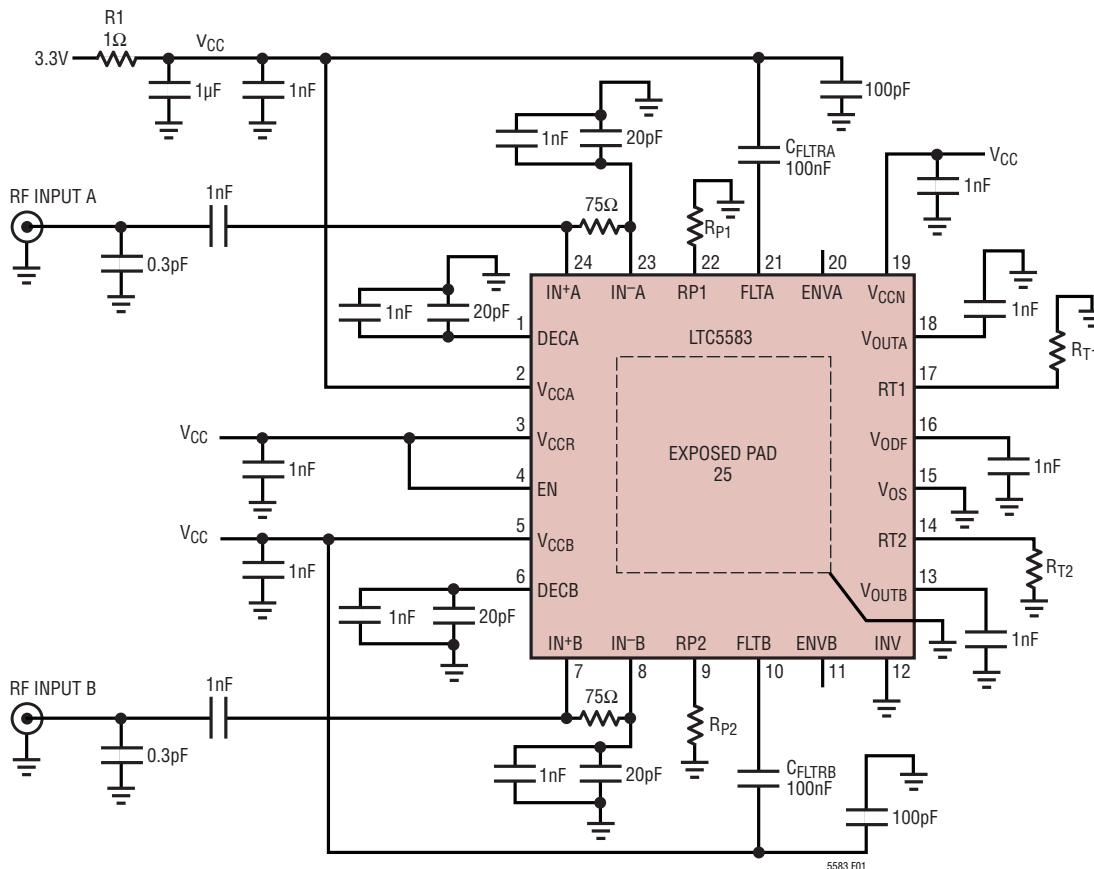 R1
1Ω
VCC
3.3V
1µF
1nF
100pF
1nF
20pF
CFLTRA
100nF
VCC
1nF
RF INPUT A
1nF
75Ω
RP1
0.3pF
24
23
22
21
20
19
IN+A
IN–A
RP1
FLTA
ENVA
VCCN
1nF
20pF
1nF
1
DECA
LTC5583
18
VOUTA
RT1
2
VCCA
17
RT1
VCC
3
VCCR
16
VODF
1nF
EXPOSED PAD
25
1nF
4
EN
15
VOS
VCC
5
VCCB
14
RT2
1nF
RT2
6
DECB
13
VOUTB
1nF
20pF
1nF
IN+B
IN–B
RP2
FLTB
ENVB
INV
7
8
9
10
11
12
RF INPUT B
1nF
75Ω
RP2
0.3pF
1nF
20pF
CFLTRB
100nF
100pF
5583 F01